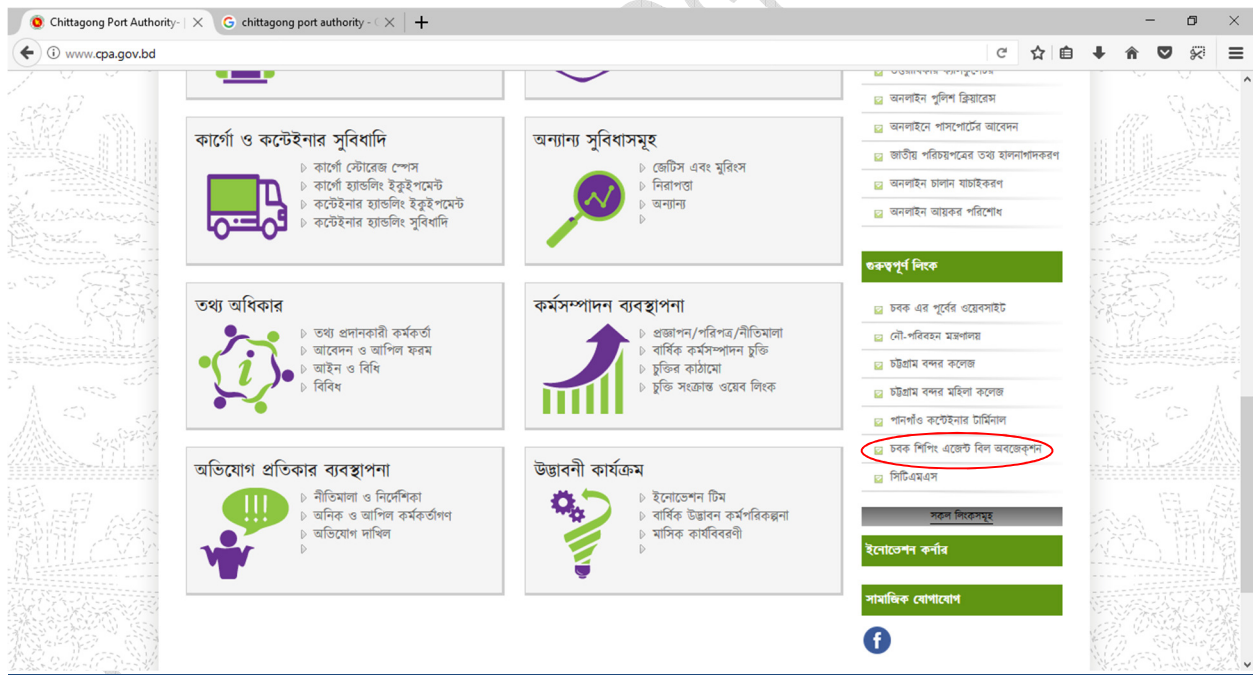 Chittagong Port Authority-
chittagong port authority -
www.cpa.gov.bd
কার্গো ও কন্টেইনার সুবিধাদি
কার্গো স্টোরেজ স্পেস
কার্গো হ্যান্ডলিং ইকুইপমেন্ট
কন্টেইনার হ্যান্ডলিং ইকুইপমেন্ট
কন্টেইনার হ্যান্ডলিং সুবিধাদি
অন্যান্য সুবিধাসমূহ
জেটিস এবং মুরিংস
নিরাপত্তা
অন্যান্য
তথ্য অধিকার
তথ্য প্রদানকারী কর্মকর্তা
আবেদন ও আপিল ফরম
আইন ও বিধি
বিবিধ
কর্মসম্পাদন ব্যবস্থাপনা
প্রজ্ঞাপন/পরিপত্র/নীতিমালা
বার্ষিক কর্মসম্পাদন চুক্তি
চুক্তির কাঠামো
চুক্তি সংক্রান্ত ওয়েব লিংক
অভিযোগ প্রতিকার ব্যবস্থাপনা
নীতিমালা ও নির্দেশিকা
অনিক ও আপিল কর্মকর্তাগণ
অভিযোগ দাখিল
উদ্ভাবনী কার্যক্রম
ইনোভেশন টিম
বার্ষিক উদ্ভাবন কর্মপরিকল্পনা
মাসিক কার্যবিবরণী
অনলাইন পুলিশ ক্লিয়ারেন্স
অনলাইনে পাসপোর্টের আবেদন
জাতীয় পরিচয়পত্রের তথ্য হালনাগাদকরণ
অনলাইন চালান যাচাইকরণ
অনলাইন আয়কর পরিশোধ
গুরুত্বপূর্ণ লিংক
চবক এর পূর্বের ওয়েবসাইট
নৌ-পরিবহন মন্ত্রণালয়
চট্টগ্রাম বন্দর কলেজ
চট্টগ্রাম বন্দর মহিলা কলেজ
পানগাঁও কন্টেইনার টার্মিনাল
চবক শিপিং এজেন্ট বিল অবজেক্শন
সিটিএমএস
সকল লিংকসমূহ
ইনোভেশন কর্নার
সামাজিক যোগাযোগ